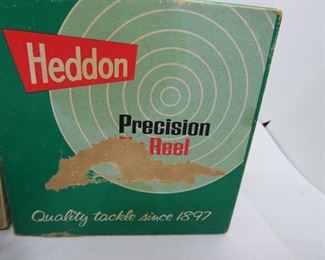 Heddon
Precision
Reel
Quality tackle since 1897